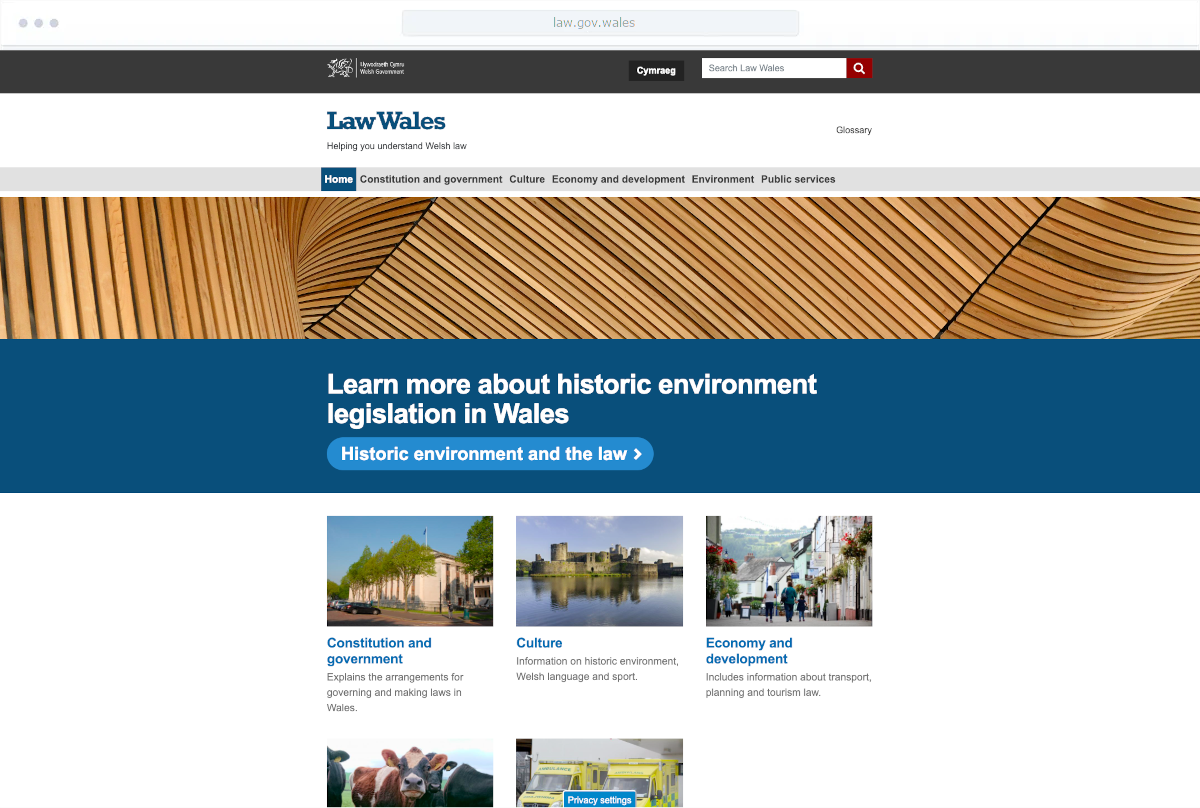 law.gov.wales
Llywodraeth Cymru
Welsh Government
Cymraeg
Search Law Wales
Law Wales
Helping you understand Welsh law
Glossary
Home Constitution and government Culture Economy and development Environment Public services
Learn more about historic environment
legislation in Wales
Historic environment and the law
Constitution and
government
Explains the arrangements for
governing and making laws in
Wales.
Culture
Information on historic environment,
Welsh language and sport.
Economy and
development
Includes information about transport,
planning and tourism law.
Privacy settings